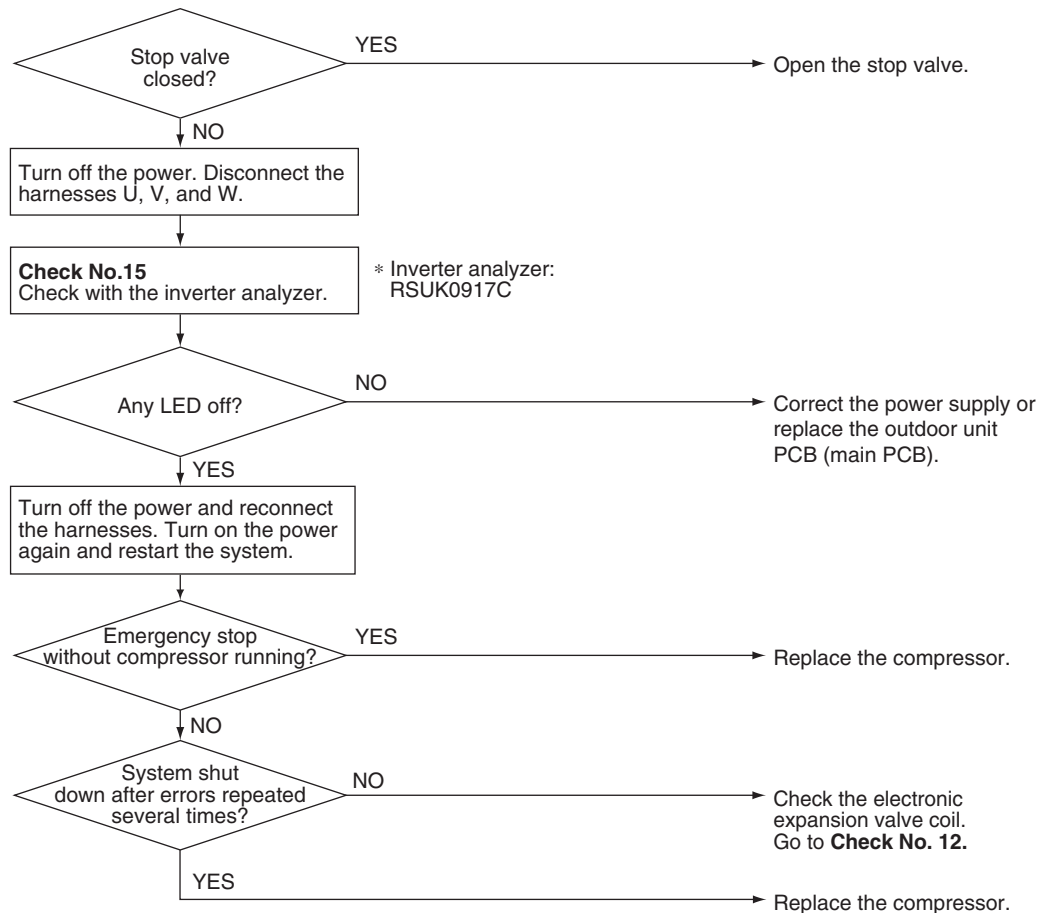 Stop valve
closed?
YES
Open the stop valve.
NO
Turn off the power. Disconnect the
harnesses U, V, and W.
Check No.15
Check with the inverter analyzer.
* Inverter analyzer:
RSUK0917C
Any LED off?
NO
Correct the power supply or
replace the outdoor unit
PCB (main PCB).
YES
Turn off the power and reconnect
the harnesses. Turn on the power
again and restart the system.
Emergency stop
without compressor running?
YES
Replace the compressor.
NO
System shut
down after errors repeated
several times?
NO
Check the electronic
expansion valve coil.
Go to Check No. 12.
YES
Replace the compressor.